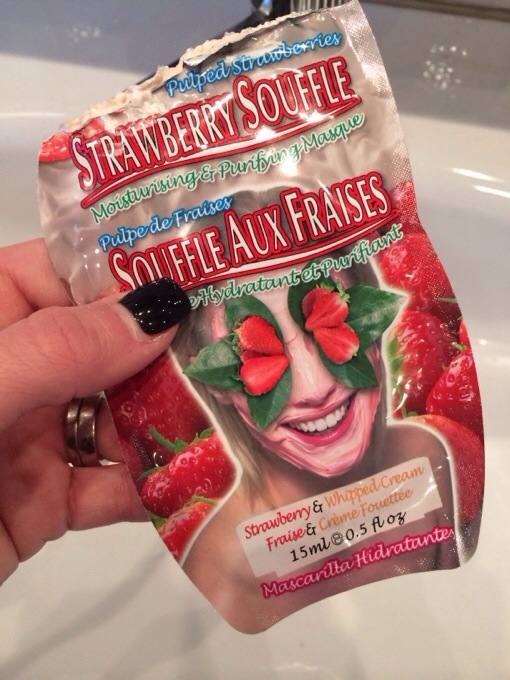 Pulped Strawberries
STRAWBERRY SOUFFLE
Moisturising & Purifying Masque
Pulpe de Fraises
SOUFFLE AUX FRAISES
Hydratant et Purifiant
Strawberry & Whipped Cream
Fraise & Crème Fouettée
15ml ℮ 0.5 fl oz
Mascarilla Hidratante